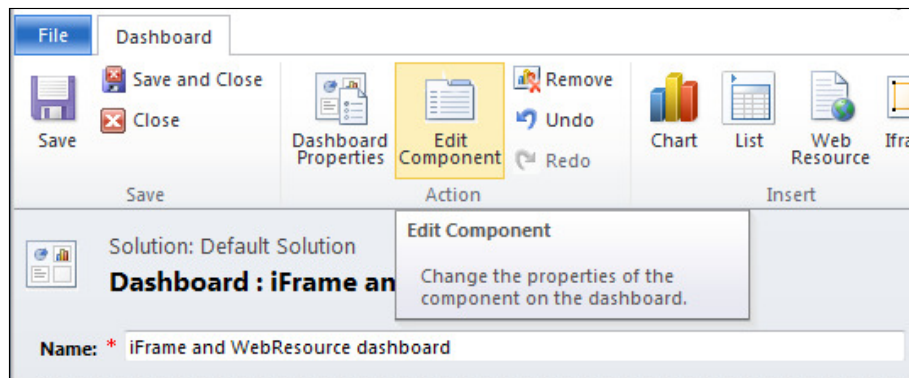 File Dashboard
Save
Save and Close
Close
Save
Dashboard
Properties
Edit
Component
Remove
Undo
Redo
Action
Chart
List
Web
Resource
Insert
Solution: Default Solution
Dashboard : iFrame an
Edit Component
Change the properties of the
component on the dashboard.
Name: * iFrame and WebResource dashboard